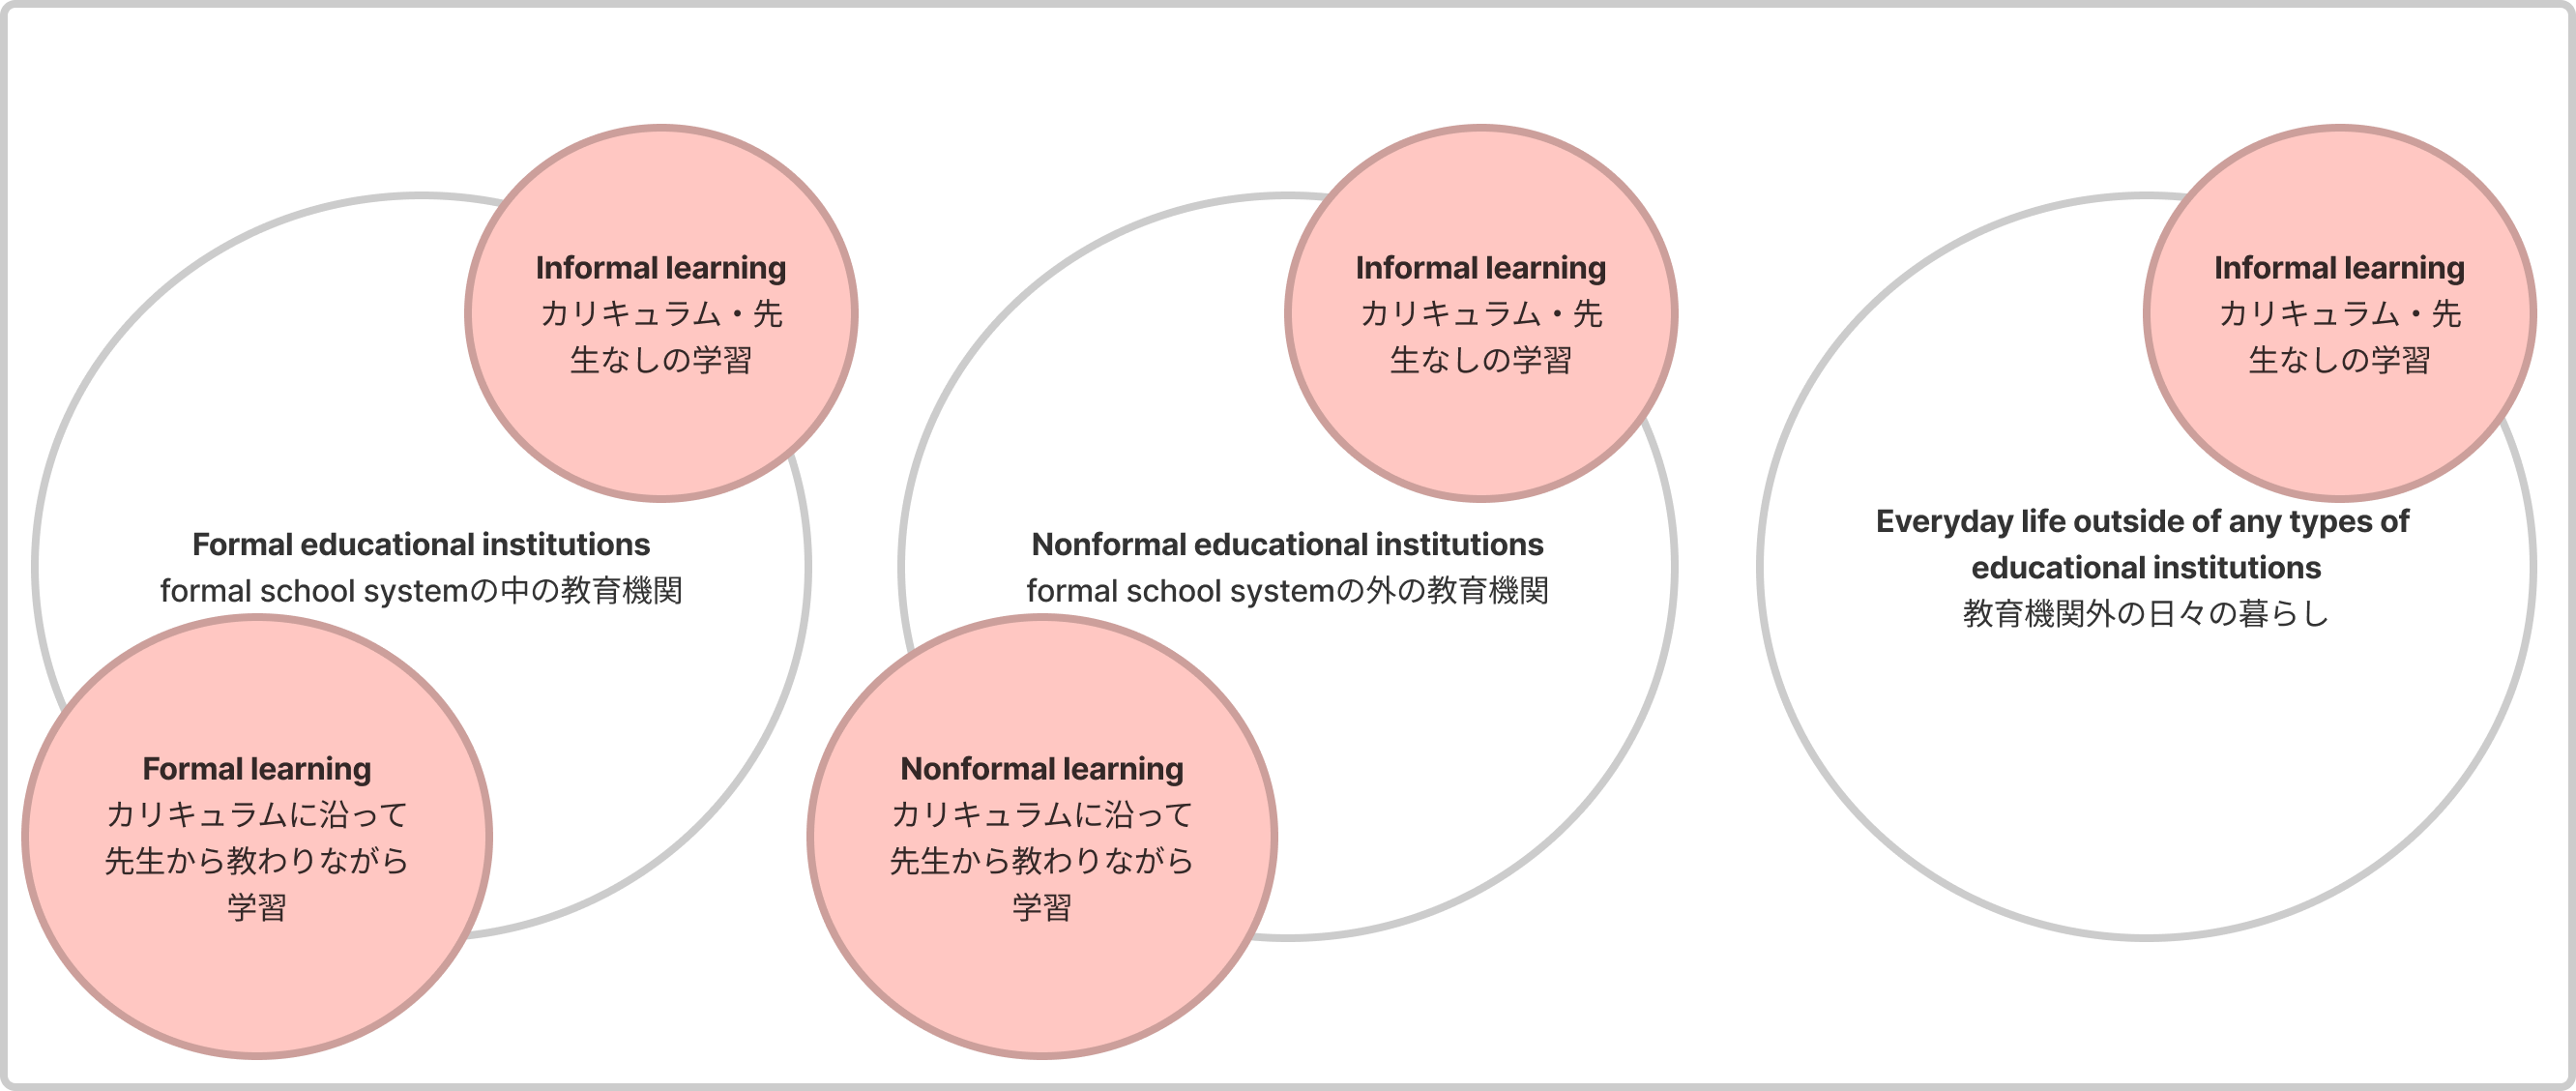 Informal learning
カリキュラム・先
生なしの学習
Formal educational institutions
formal school systemの中の教育機関
Formal learning
カリキュラムに沿って
先生から教わりながら
学習
Informal learning
カリキュラム・先
生なしの学習
Nonformal educational institutions
formal school systemの外の教育機関
Nonformal learning
カリキュラムに沿って
先生から教わりながら
学習
Informal learning
カリキュラム・先
生なしの学習
Everyday life outside of any types of
educational institutions
教育機関外の日々の暮らし